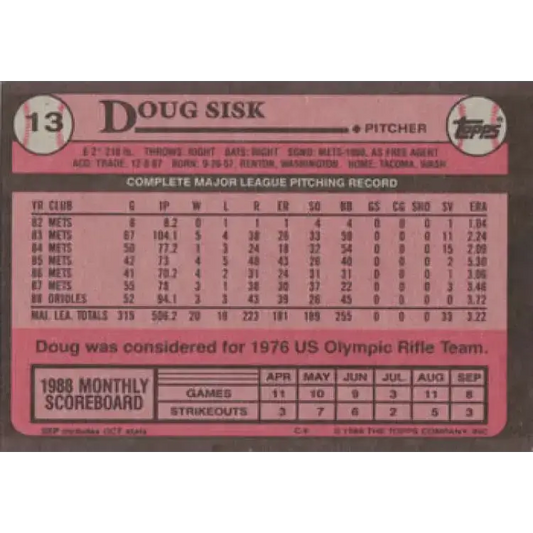 13
DOUG SISK
PITCHER
TOPPS
6'2" 210 lb. THROWS: RIGHT BATS: RIGHT SGND: METS-1980, AS FREE AGENT
ACQ: TRADE, 12-8-87 BORN: 9-26-57, RENTON, WASHINGTON HOME: TACOMA, WASH.
COMPLETE MAJOR LEAGUE PITCHING RECORD
YR CLUB G IP W L R ER SO BB GS CG SHO SV ERA
82 METS 8 8.2 0 1 1 1 4 4 0 0 0 1 1.04
83 METS 67 104.1 5 4 38 26 33 59 0 0 0 11 2.24
84 METS 50 77.2 1 3 24 18 32 54 0 0 0 15 2.09
85 METS 42 73 4 5 48 43 26 40 0 0 0 2 5.30
86 METS 41 70.2 4 2 31 24 31 31 0 0 0 1 3.06
87 METS 55 78 3 1 38 30 37 22 0 0 0 3 3.46
88 ORIOLES 52 94.1 3 3 43 39 26 45 0 0 0 0 3.72
MAJ. LEA. TOTALS 315 506.2 20 223 181 189 255 0 0 0 33 3.22
Doug was considered for 1976 US Olympic Rifle Team.
1988 MONTHLY SCOREBOARD
APR MAY JUN JUL AUG SEP
GAMES 11 10 9 3 11 8
STRIKEOUTS 3 7 6 2 5 3
SEP includes OCT stats
© 1989 THE TOPPS COMPANY, INC.